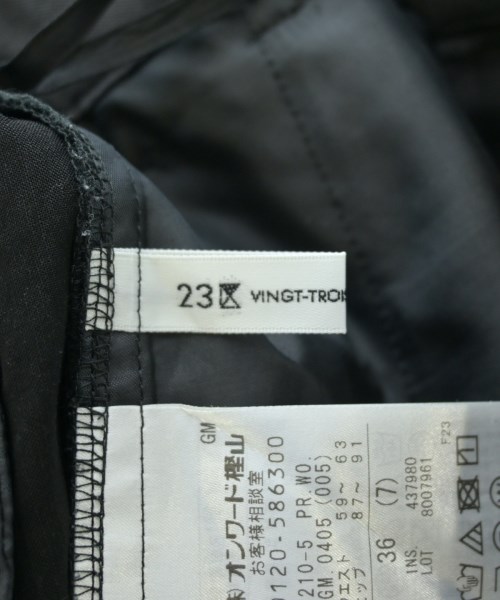 23区 VINGT-TROIS
GM
㈱オンワード樫山
お客様相談室
0120-586300
210-5 PR.WO.
GM 0405 (005)
ウエスト 59~ 63
ヒップ 87~ 91
36 (7)
INS. 437980
LOT 8007961
F23